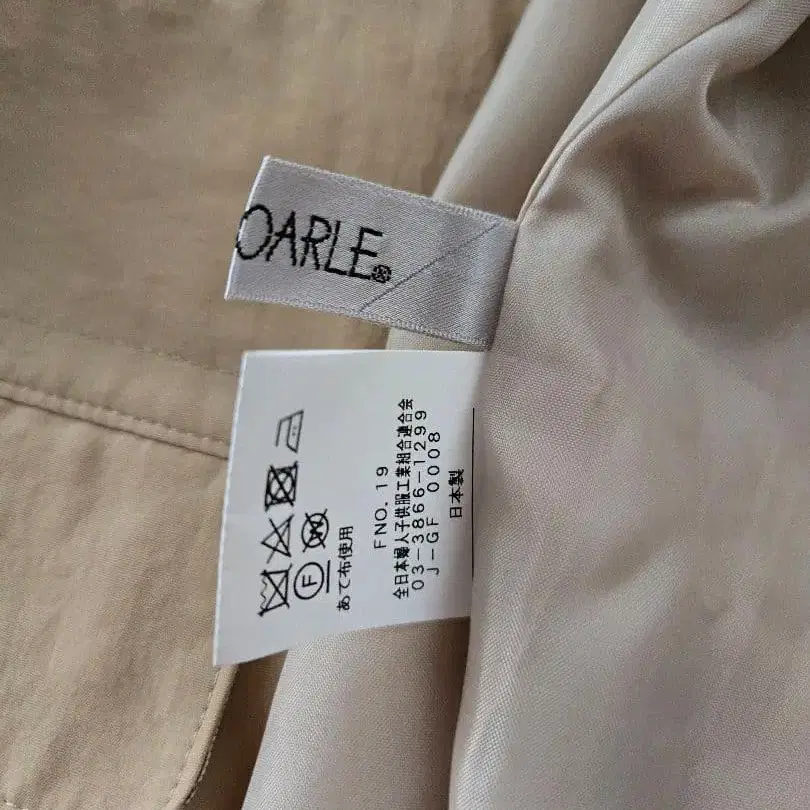 OARLE
あて布使用
FNO. 19
全日本婦人子供服工業組合連合会
03-3866-1299
J-GF 0008
日本製